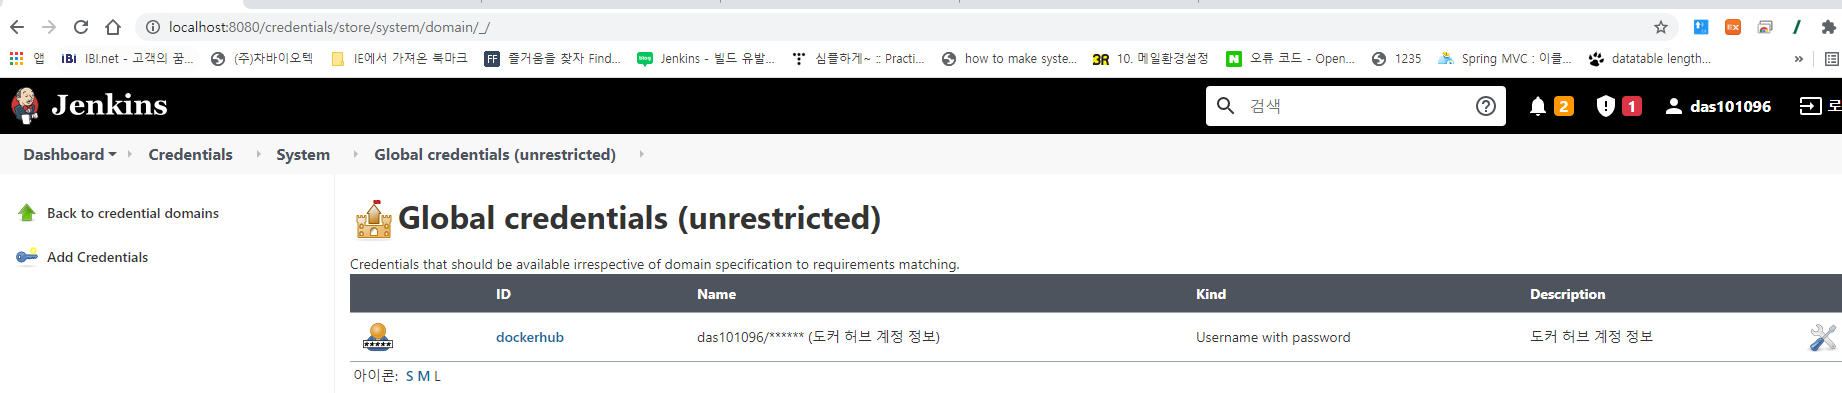 localhost:8080/credentials/store/system/domain/_/
앱 IBI IBI.net - 고객의 꿈... (주)차바이오텍 IE에서 가져온 북마크 FF 즐거움을 찾자 Find... blog Jenkins - 빌드 유발... 심플하게~ :: Practi... how to make syste... 3R 10. 메일환경설정 N 오류 코드 - Open... 1235 Spring MVC : 이클... datatable length... »
Jenkins 검색 2 1 das101096 로
Dashboard Credentials System Global credentials (unrestricted)
Back to credential domains
Add Credentials
Global credentials (unrestricted)
Credentials that should be available irrespective of domain specification to requirements matching.
ID Name Kind Description
dockerhub das101096/****** (도커 허브 계정 정보) Username with password 도커 허브 계정 정보
아이콘: S M L